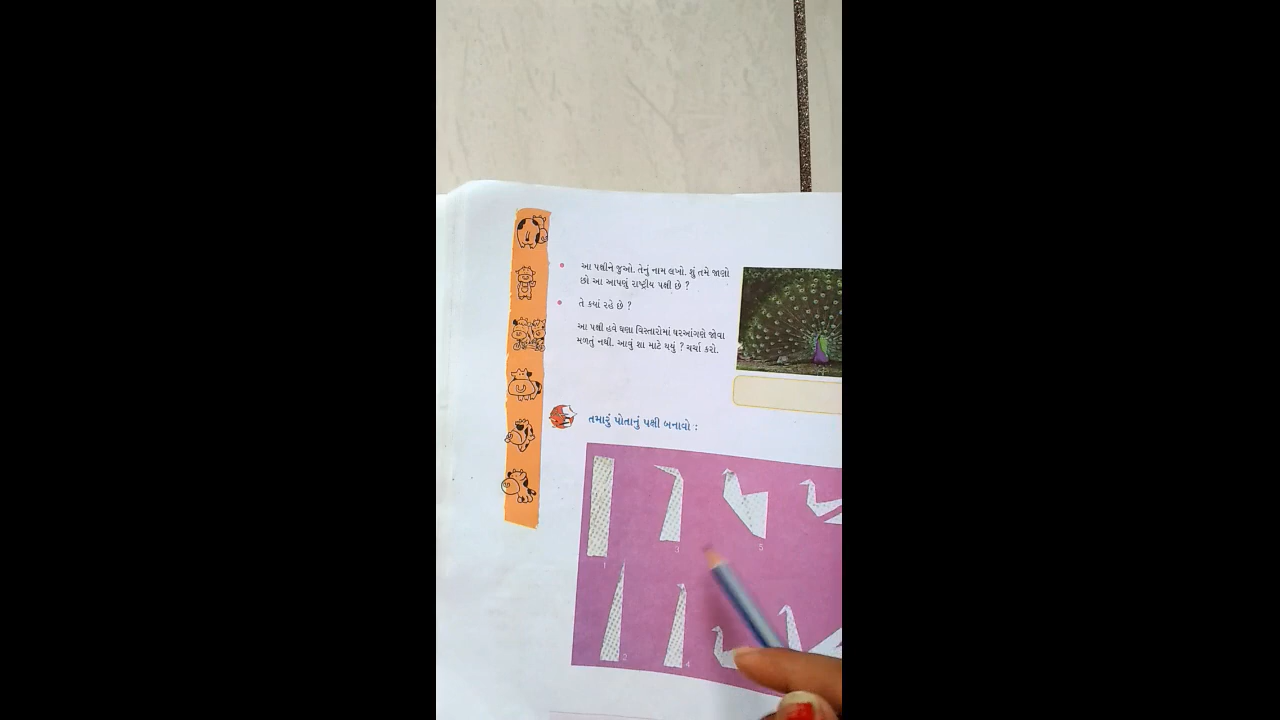 આ પક્ષીને જુઓ. તેનું નામ લખો. શું તમે જાણો
છો આ આપણું રાષ્ટ્રીય પક્ષી છે ?
તે ક્યાં રહે છે ?
આ પક્ષી હવે ઘણા વિસ્તારોમાં ઘરઆંગણે જોવા
મળતું નથી. આવું શા માટે થયું ? ચર્ચા કરો.
તમારું પોતાનું પક્ષી બનાવો :
1
3
5
2
4